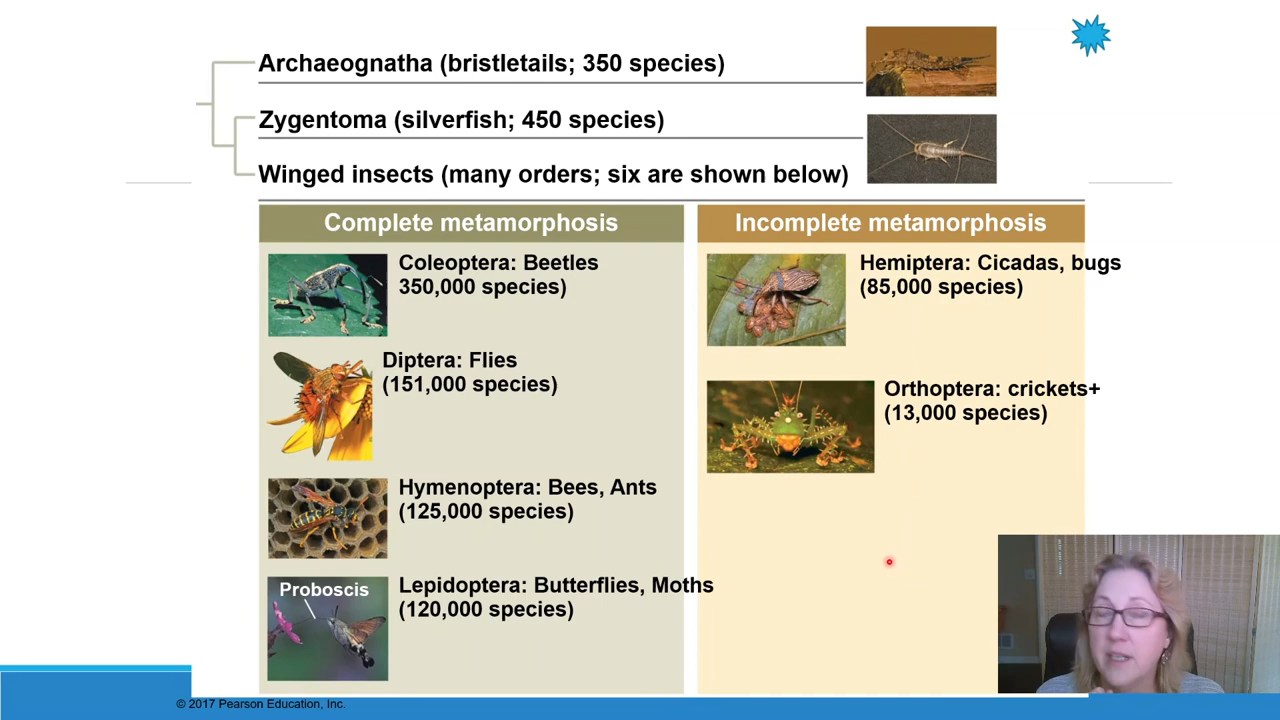 Archaeognatha (bristletails; 350 species)
Zygentoma (silverfish; 450 species)
Winged insects (many orders; six are shown below)
Complete metamorphosis
Coleoptera: Beetles
350,000 species)
Diptera: Flies
(151,000 species)
Hymenoptera: Bees, Ants
(125,000 species)
Proboscis
Lepidoptera: Butterflies, Moths
(120,000 species)
Incomplete metamorphosis
Hemiptera: Cicadas, bugs
(85,000 species)
Orthoptera: crickets+
(13,000 species)
© 2017 Pearson Education, Inc.